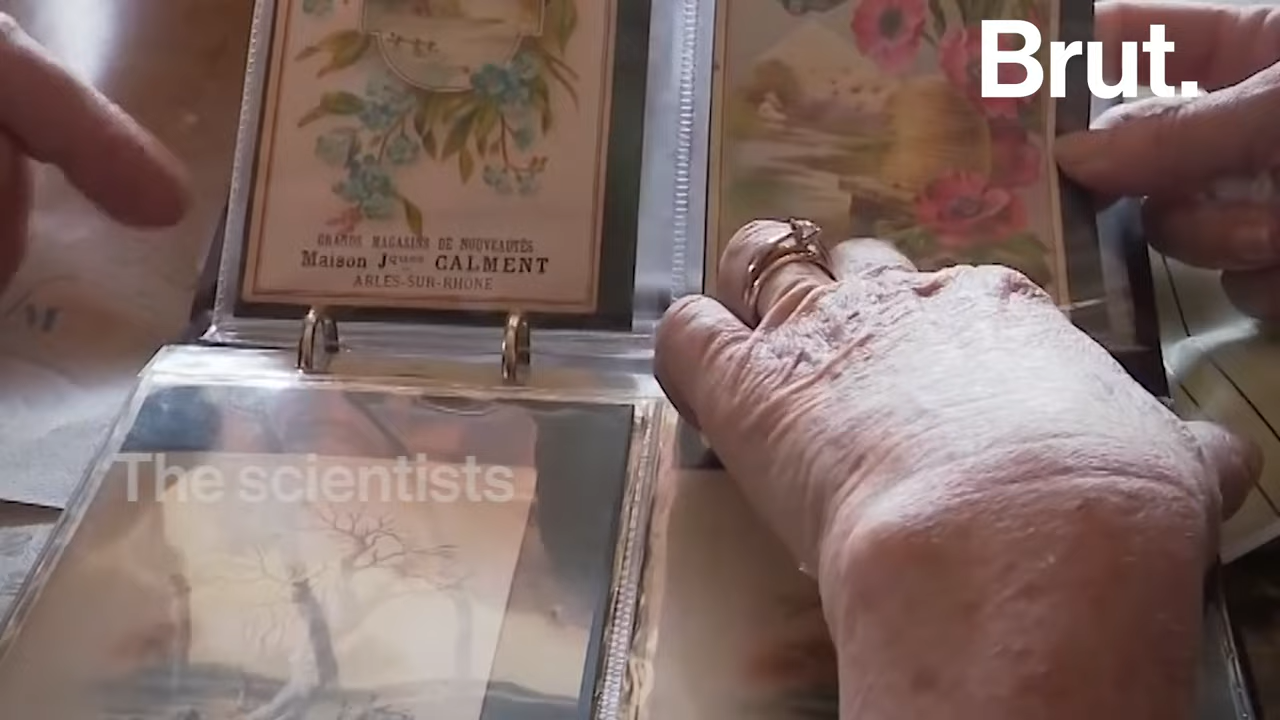 Brut.
GRANDS MAGASINS DE NOUVEAUTÉS
Maison Jques CALMENT
ARLES-SUR-RHONE
The scientists